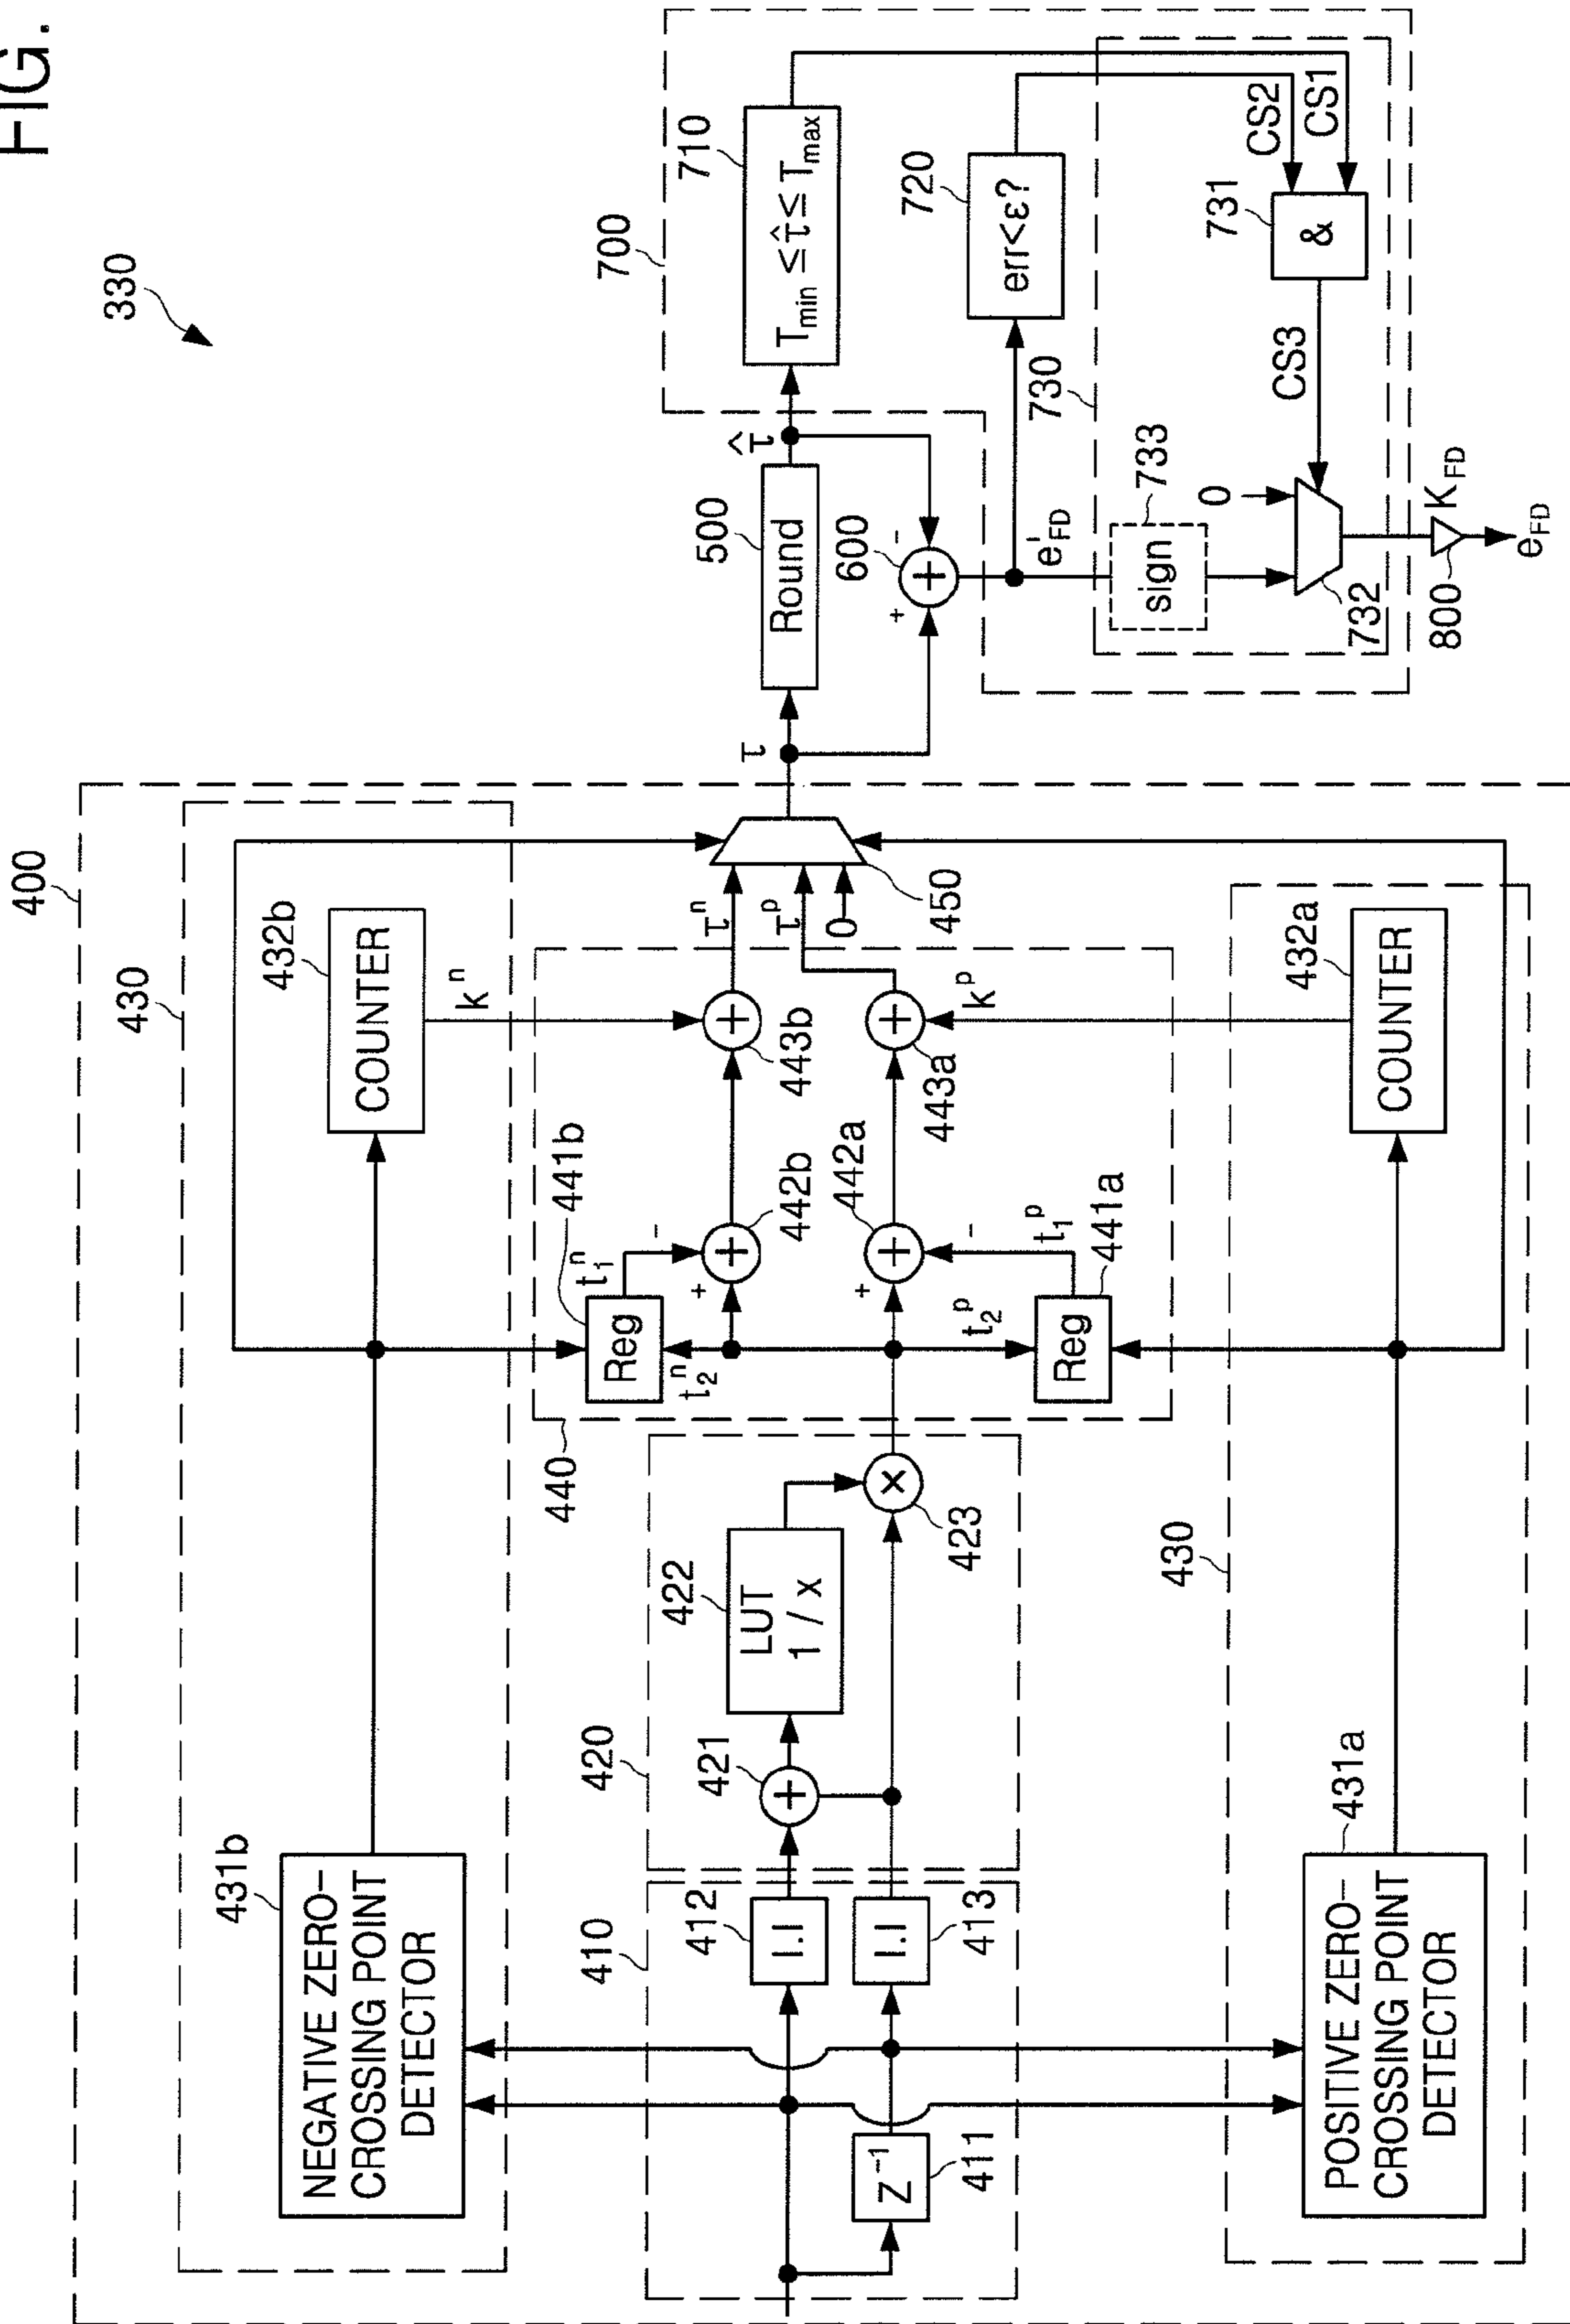 FIG.
330
400
430
432b
COUNTER
kⁿ
431b
NEGATIVE ZERO-
CROSSING POINT
DETECTOR
440
441b
Reg
t₁ⁿ
t₂ⁿ
-
+
442b
443b
τⁿ
τᵖ
0
450
442a
+
-
443a
kᵖ
t₂ᵖ
t₁ᵖ
Reg
441a
410
411
Z⁻¹
412
|.|
413
|.|
420
421
+
422
LUT
1 / x
423
×
430
431a
POSITIVE ZERO-
CROSSING POINT
DETECTOR
432a
COUNTER
τ
500
Round
τ̂
600
+
-
+
700
710
Tmin ≤ τ̂ ≤ Tmax
720
err<ε?
e'FD
730
733
sign
0
732
CS3
731
&
CS2
CS1
800
KFD
eFD